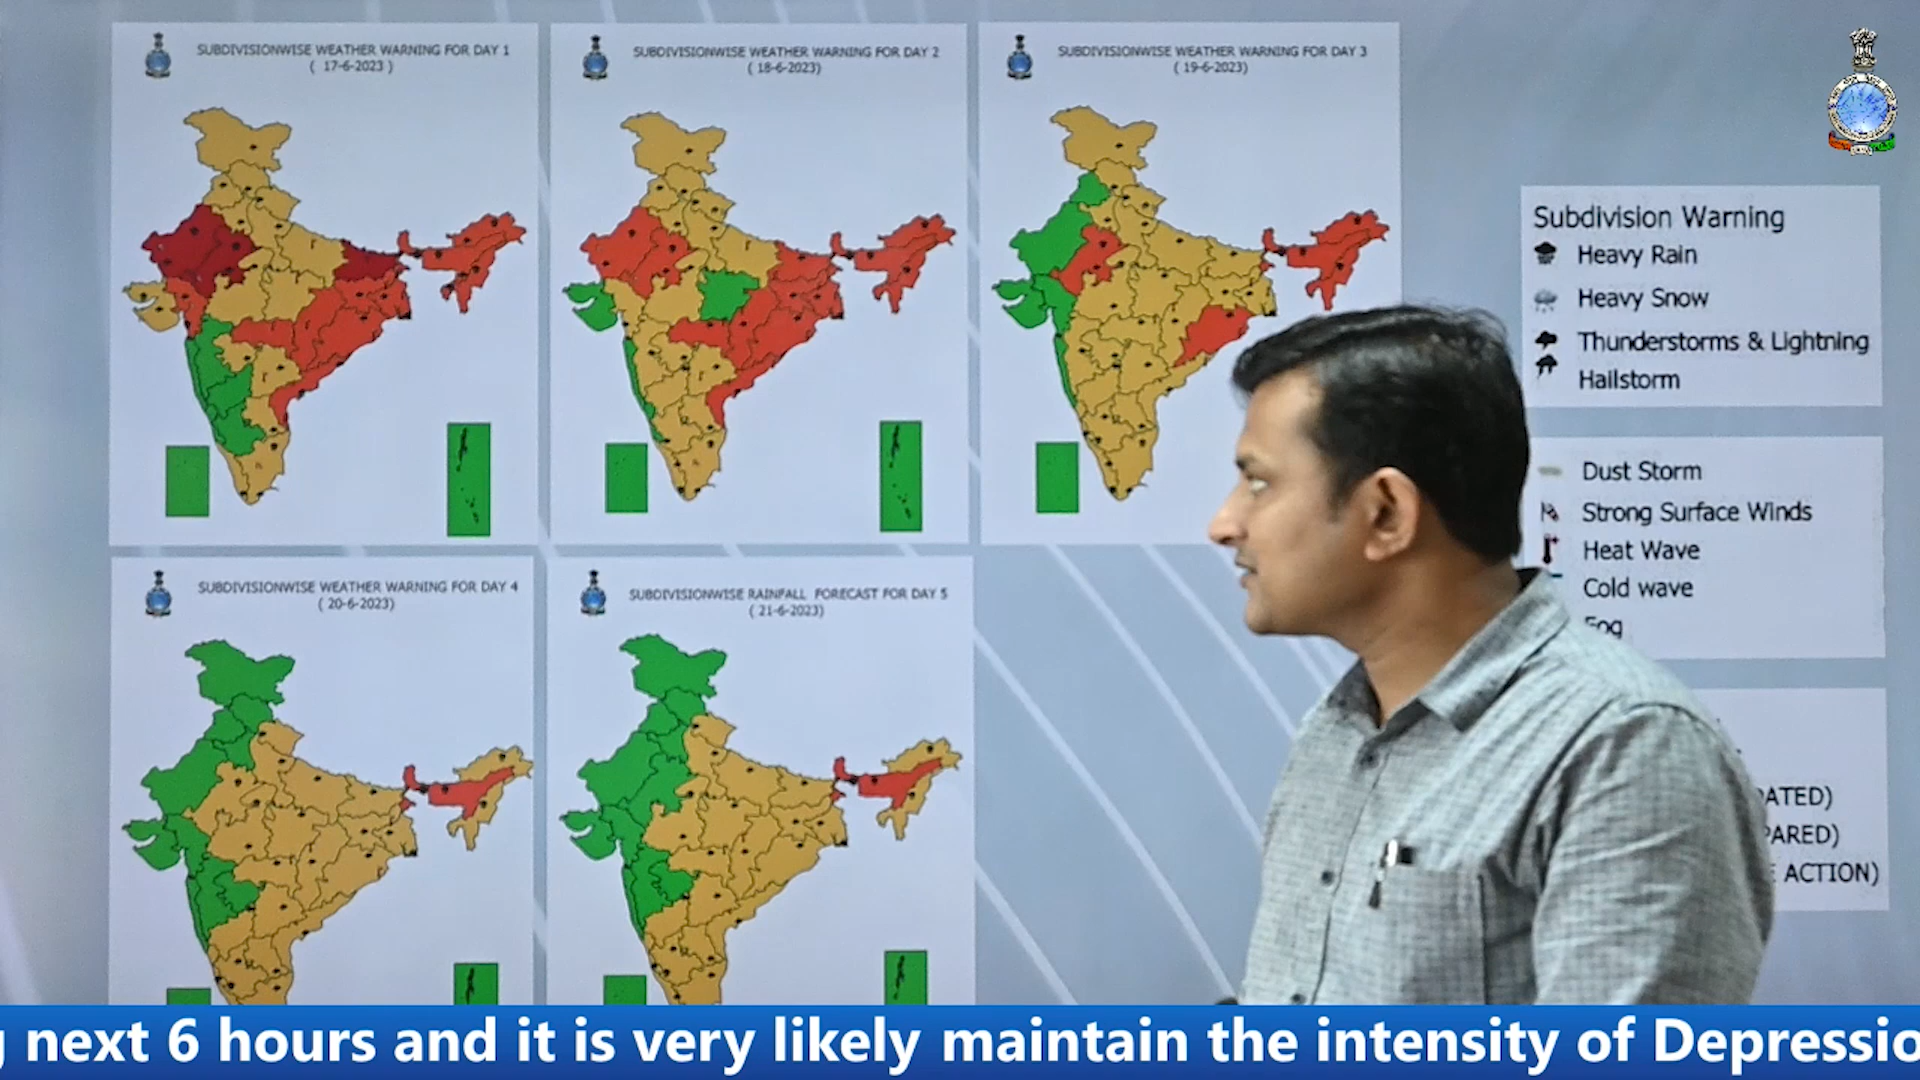 SUBDIVISIONWISE WEATHER WARNING FOR DAY 1
( 17-6-2023 )
SUBDIVISIONWISE WEATHER WARNING FOR DAY 2
( 18-6-2023)
SUBDIVISIONWISE WEATHER WARNING FOR DAY 3
( 19-6-2023)
Subdivision Warning
Heavy Rain
Heavy Snow
Thunderstorms & Lightning
Hailstorm
Dust Storm
Strong Surface Winds
Heat Wave
Cold wave
Fog
SUBDIVISIONWISE WEATHER WARNING FOR DAY 4
( 20-6-2023)
SUBDIVISIONWISE RAINFALL FORECAST FOR DAY 5
( 21-6-2023)
DATED)
PARED)
ACTION)
next 6 hours and it is very likely maintain the intensity of Depressio